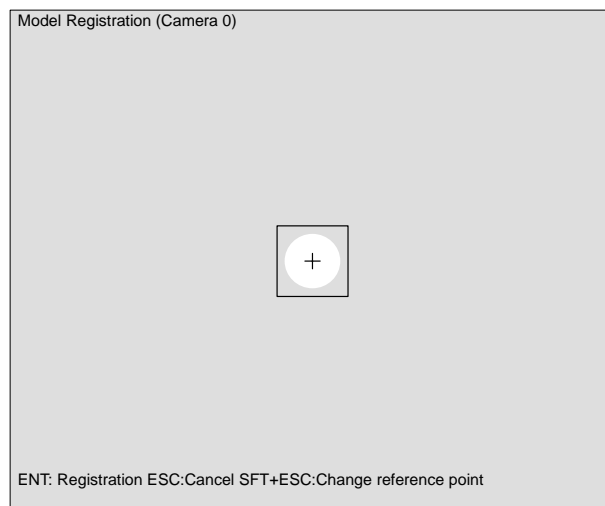 Model Registration (Camera 0)
ENT: Registration ESC:Cancel SFT+ESC:Change reference point